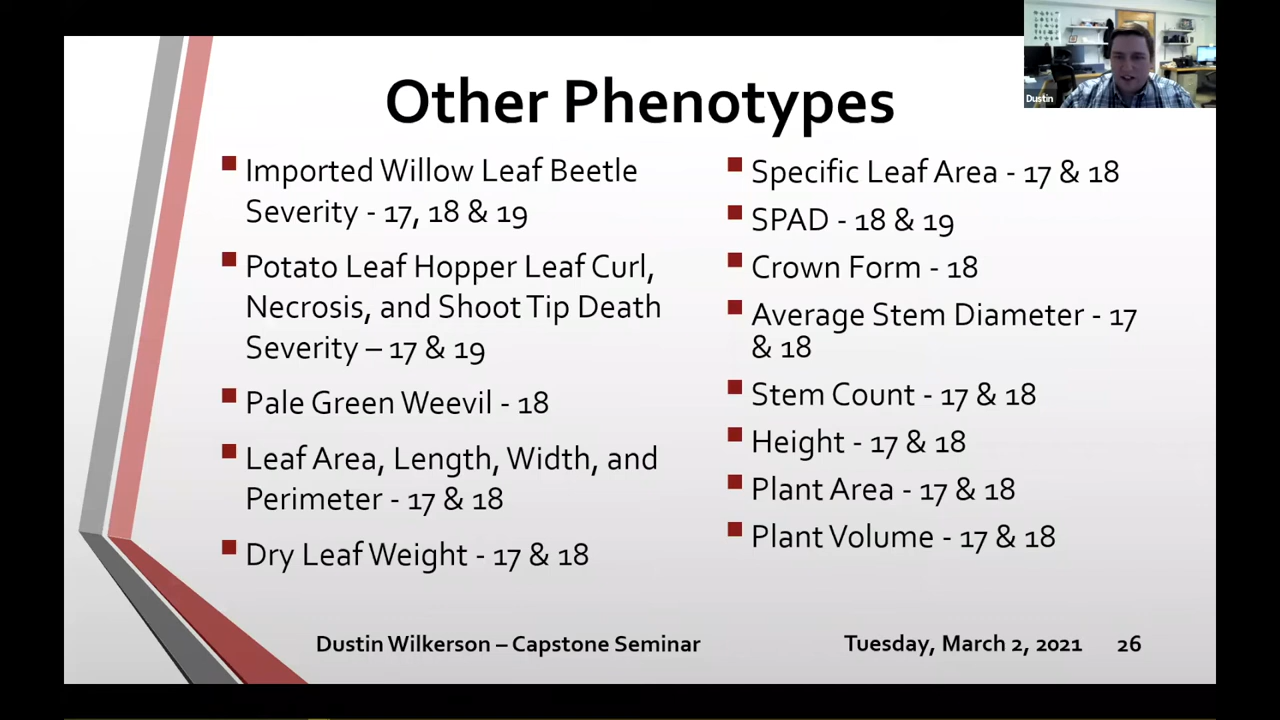 Other Phenotypes
Imported Willow Leaf Beetle
Severity - 17, 18 & 19
Potato Leaf Hopper Leaf Curl,
Necrosis, and Shoot Tip Death
Severity – 17 & 19
Pale Green Weevil - 18
Leaf Area, Length, Width, and
Perimeter - 17 & 18
Dry Leaf Weight - 17 & 18
Specific Leaf Area - 17 & 18
SPAD - 18 & 19
Crown Form - 18
Average Stem Diameter - 17
& 18
Stem Count - 17 & 18
Height - 17 & 18
Plant Area - 17 & 18
Plant Volume - 17 & 18
Dustin Wilkerson – Capstone Seminar
Tuesday, March 2, 2021
26
Dustin